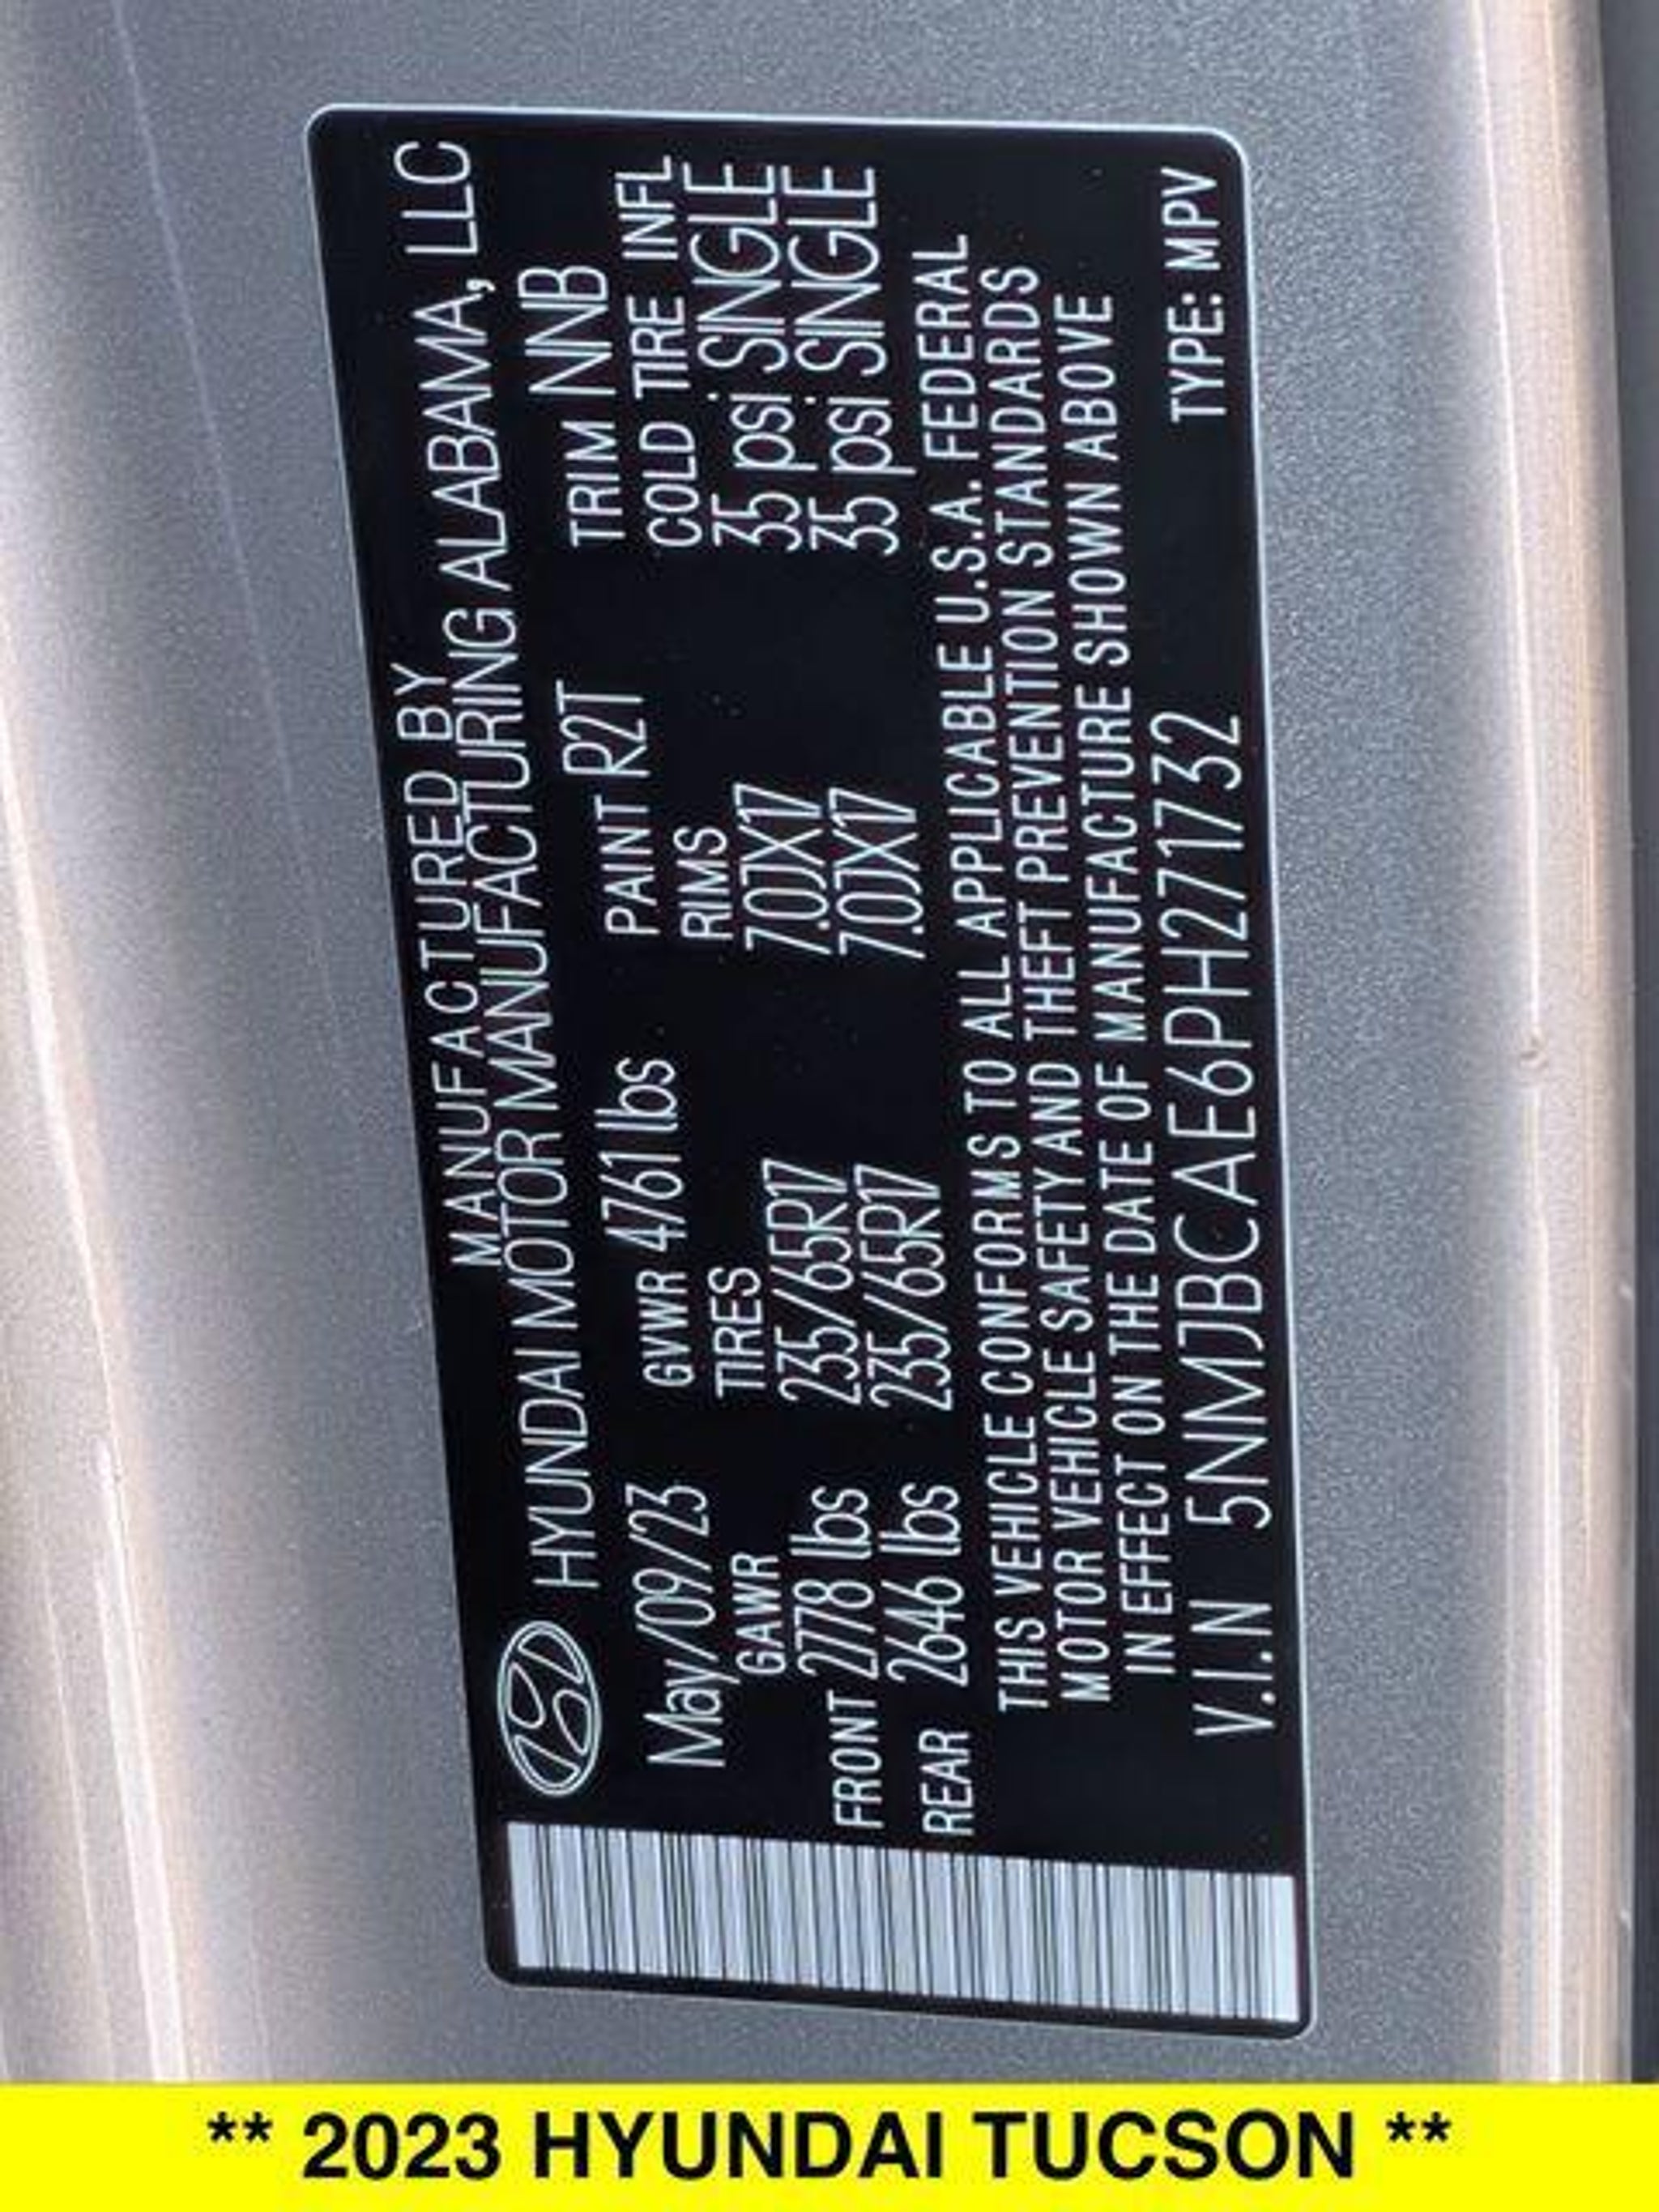 MANUFACTURED BY
HYUNDAI MOTOR MANUFACTURING ALABAMA, LLC
May/09/23 GVWR 4761 lbs PAINT R2T TRIM NNB
GAWR TIRES RIMS COLD TIRE INFL
FRONT 2778 lbs 235/65R17 7.0JX17 35 psi SINGLE
REAR 2646 lbs 235/65R17 7.0JX17 35 psi SINGLE
THIS VEHICLE CONFORMS TO ALL APPLICABLE U.S.A. FEDERAL
MOTOR VEHICLE SAFETY AND THEFT PREVENTION STANDARDS
IN EFFECT ON THE DATE OF MANUFACTURE SHOWN ABOVE
V.I.N 5NMJBCAE6PH271732 TYPE: MPV
** 2023 HYUNDAI TUCSON **